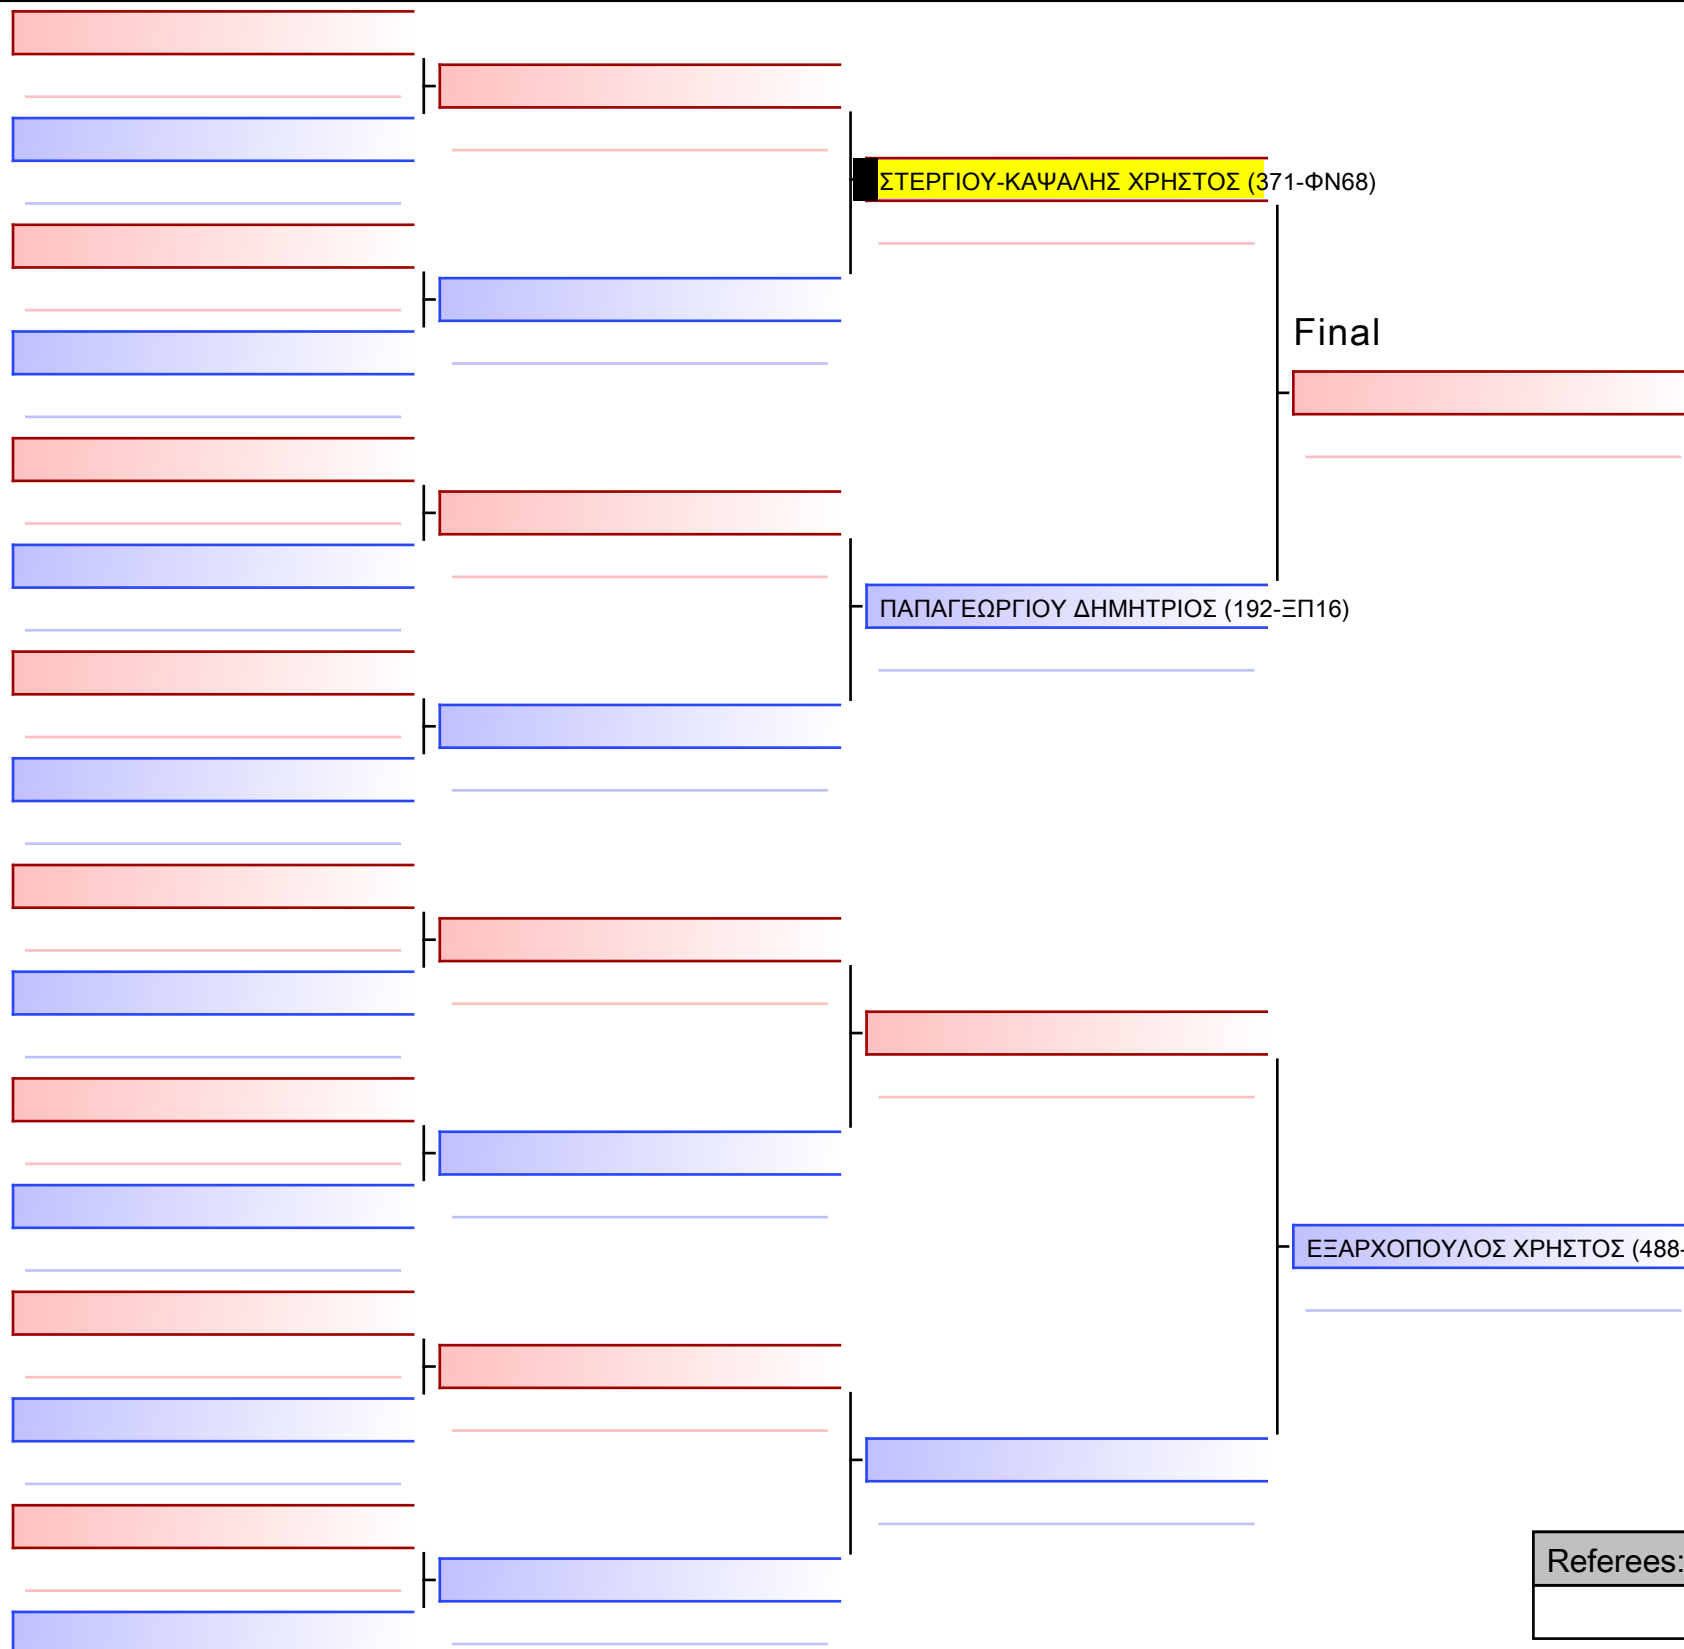 ΣΤΕΡΓΙΟΥ-ΚΑΨΑΛΗΣ ΧΡΗΣΤΟΣ (371-ΦΝ68)
Final
ΠΑΠΑΓΕΩΡΓΙΟΥ ΔΗΜΗΤΡΙΟΣ (192-ΞΠ16)
ΕΞΑΡΧΟΠΟΥΛΟΣ ΧΡΗΣΤΟΣ (488-
Referees: